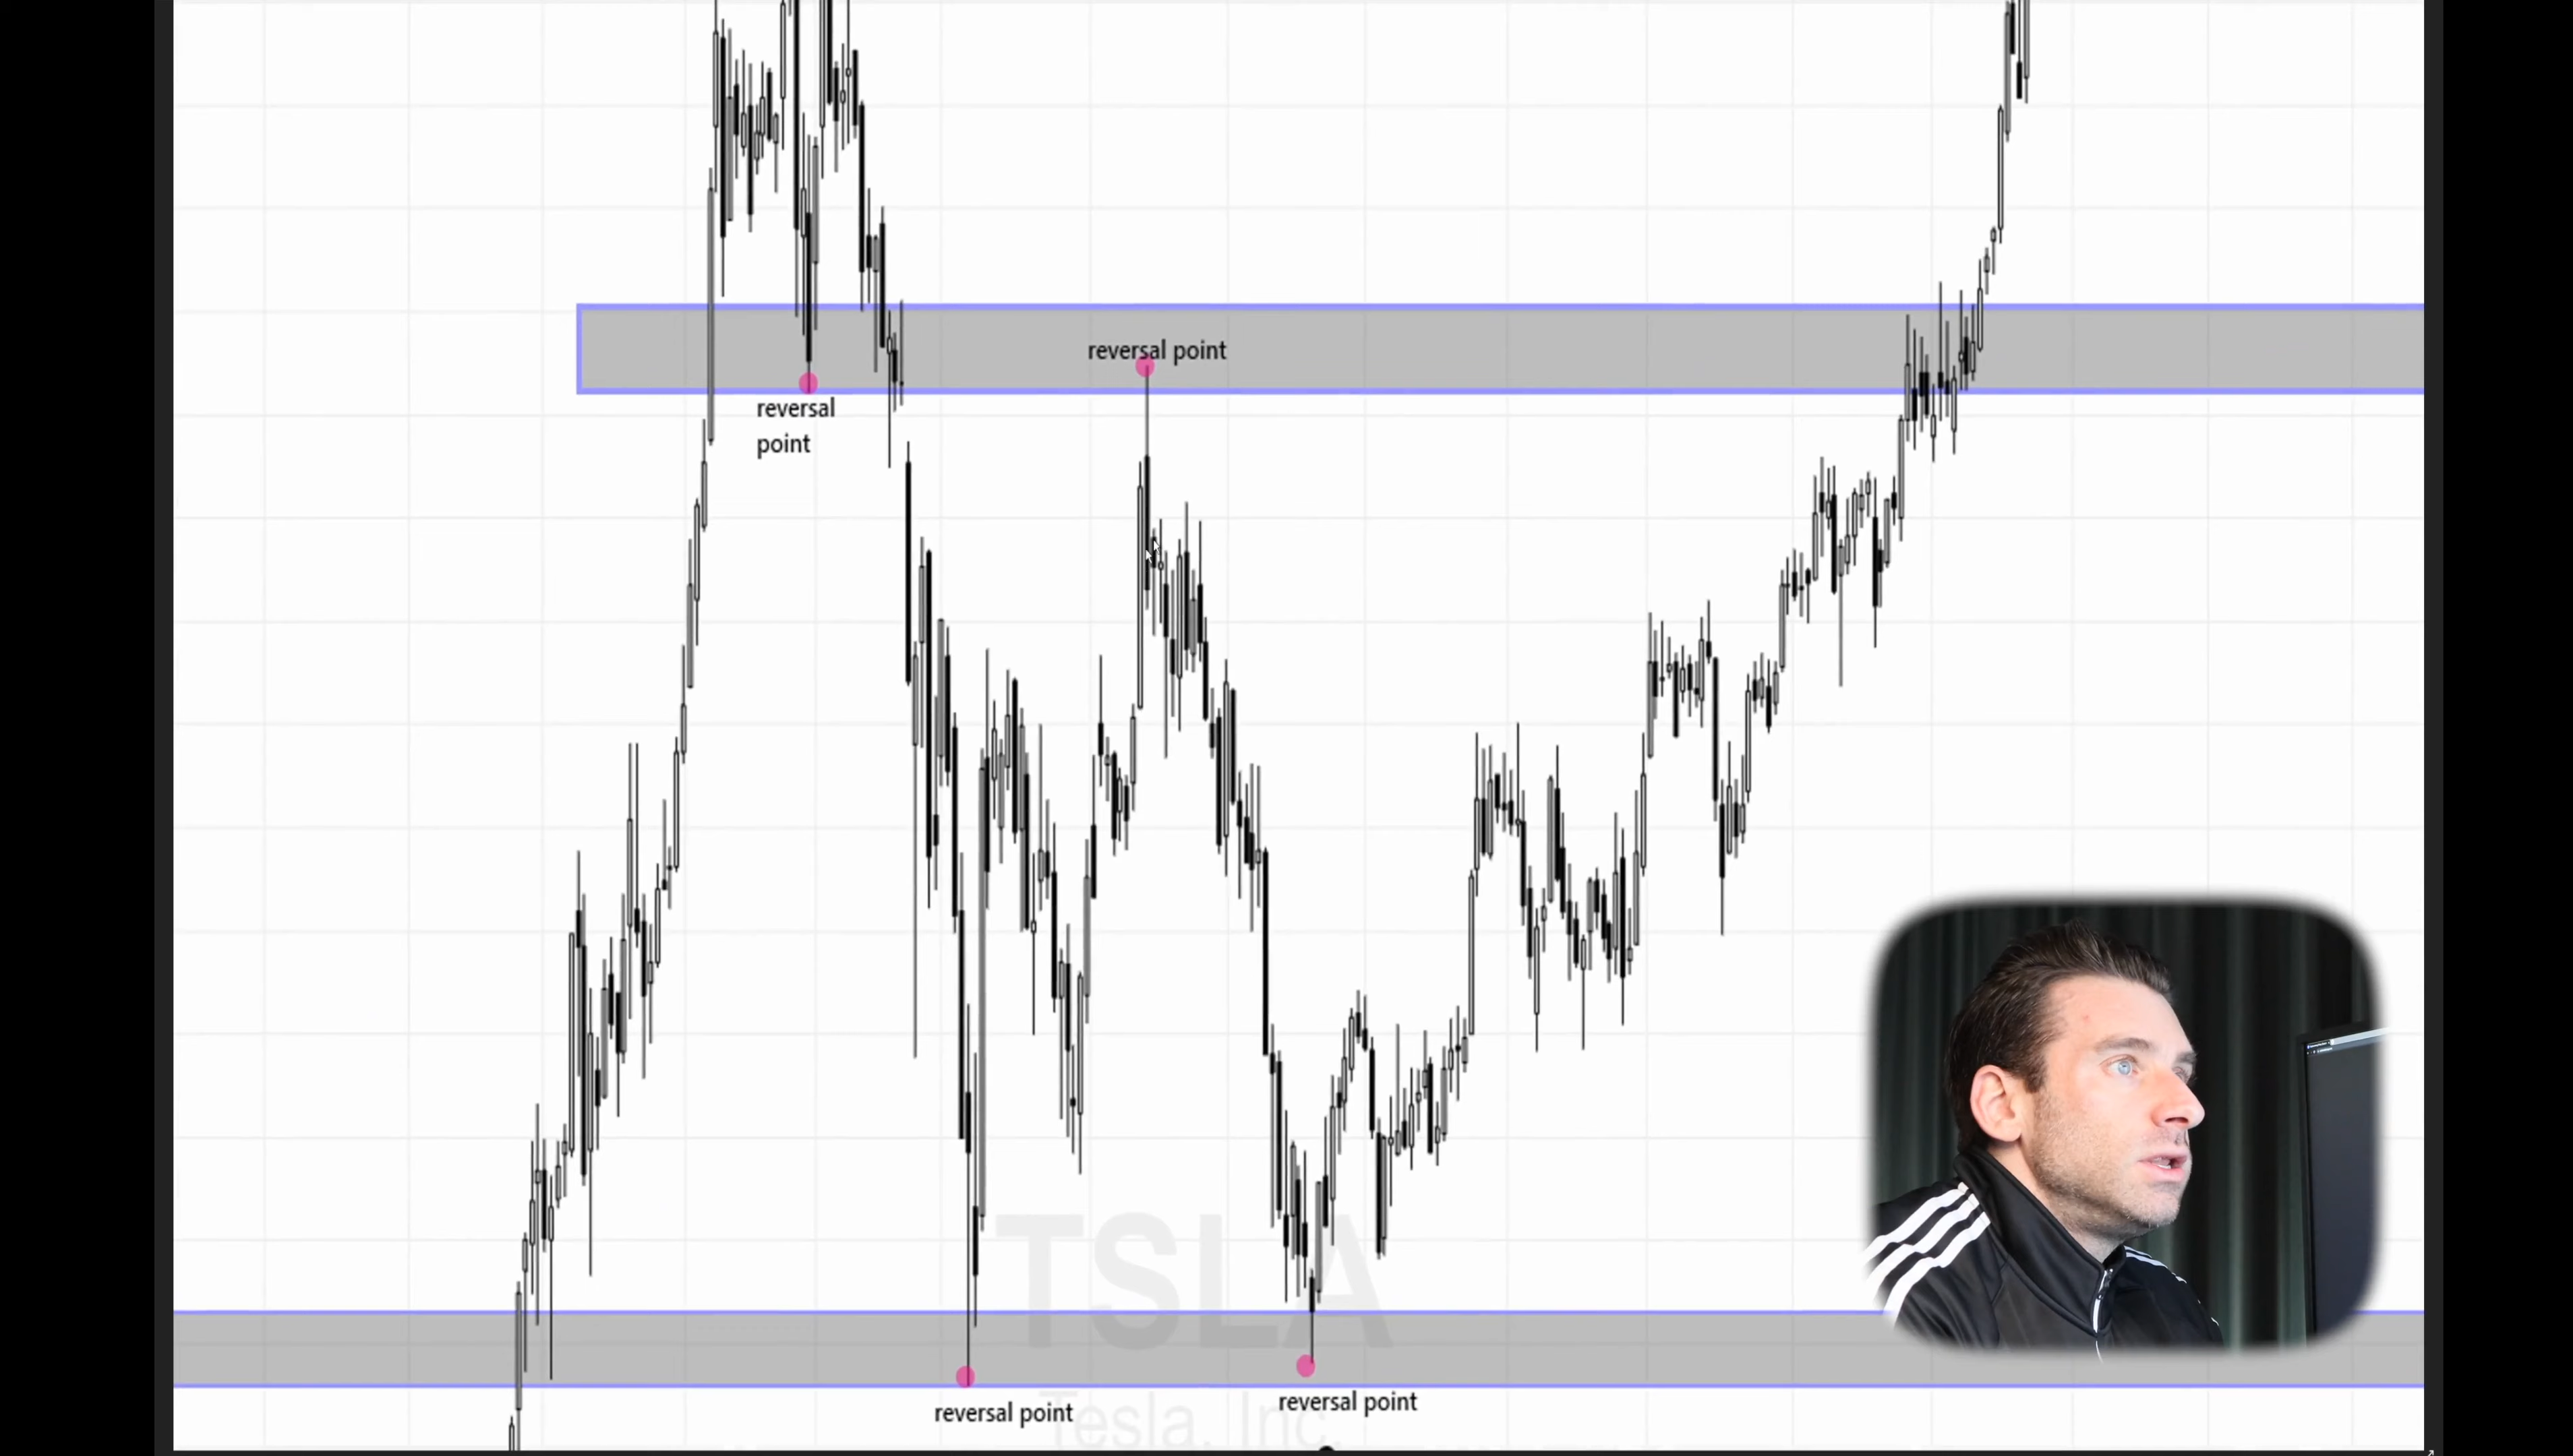 reversal point
reversal
point
TSLA
reversal point
reversal point
Tesla, Inc.